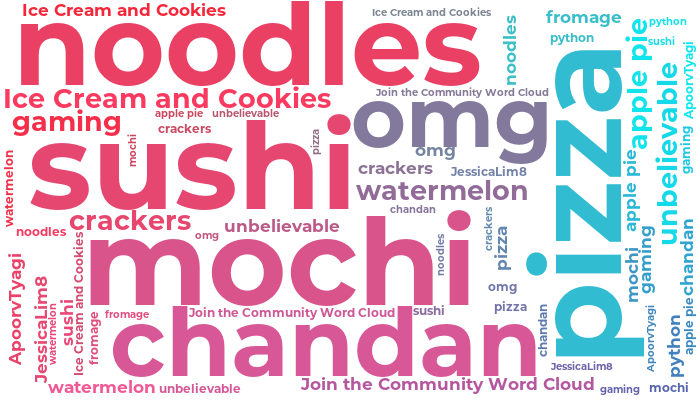 Ice Cream and Cookies
Ice Cream and Cookies
noodles
noodles
fromage
python
python
sushi
apple pie
ApoorvTyagi
pizza
Ice Cream and Cookies
Join the Community Word Cloud
gaming
apple pie
unbelievable
crackers
omg
omg
sushi
mochi
pizza
unbelievable
gaming
watermelon
crackers
JessicaLim8
watermelon
apple pie
chandan
crackers
unbelievable
noodles
omg
mochi
noodles
crackers
pizza
chandan
gaming
mochi
ApoorvTyagi
JessicaLim8
sushi
Ice Cream and Cookies
watermelon
fromage
fromage
Join the Community Word Cloud
sushi
omg
pizza
chandan
chandan
ApoorvTyagi
python
apple pie
JessicaLim8
watermelon
unbelievable
Join the Community Word Cloud
gaming
mochi